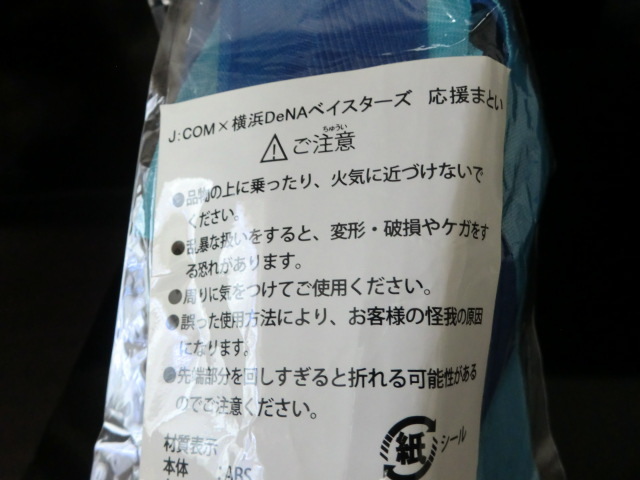 J:COM×横浜DeNAベイスターズ 応援まとい
ちゅうい
ご注意
●品物の上に乗ったり、火気に近づけないで
ください。
●乱暴な扱いをすると、変形・破損やケガをす
る恐れがあります。
●周りに気をつけてご使用ください。
●誤った使用方法により、お客様の怪我の原因
になります。
●先端部分を回しすぎると折れる可能性がある
のでご注意ください。
材質表示
本体 :ABS
紙 シール